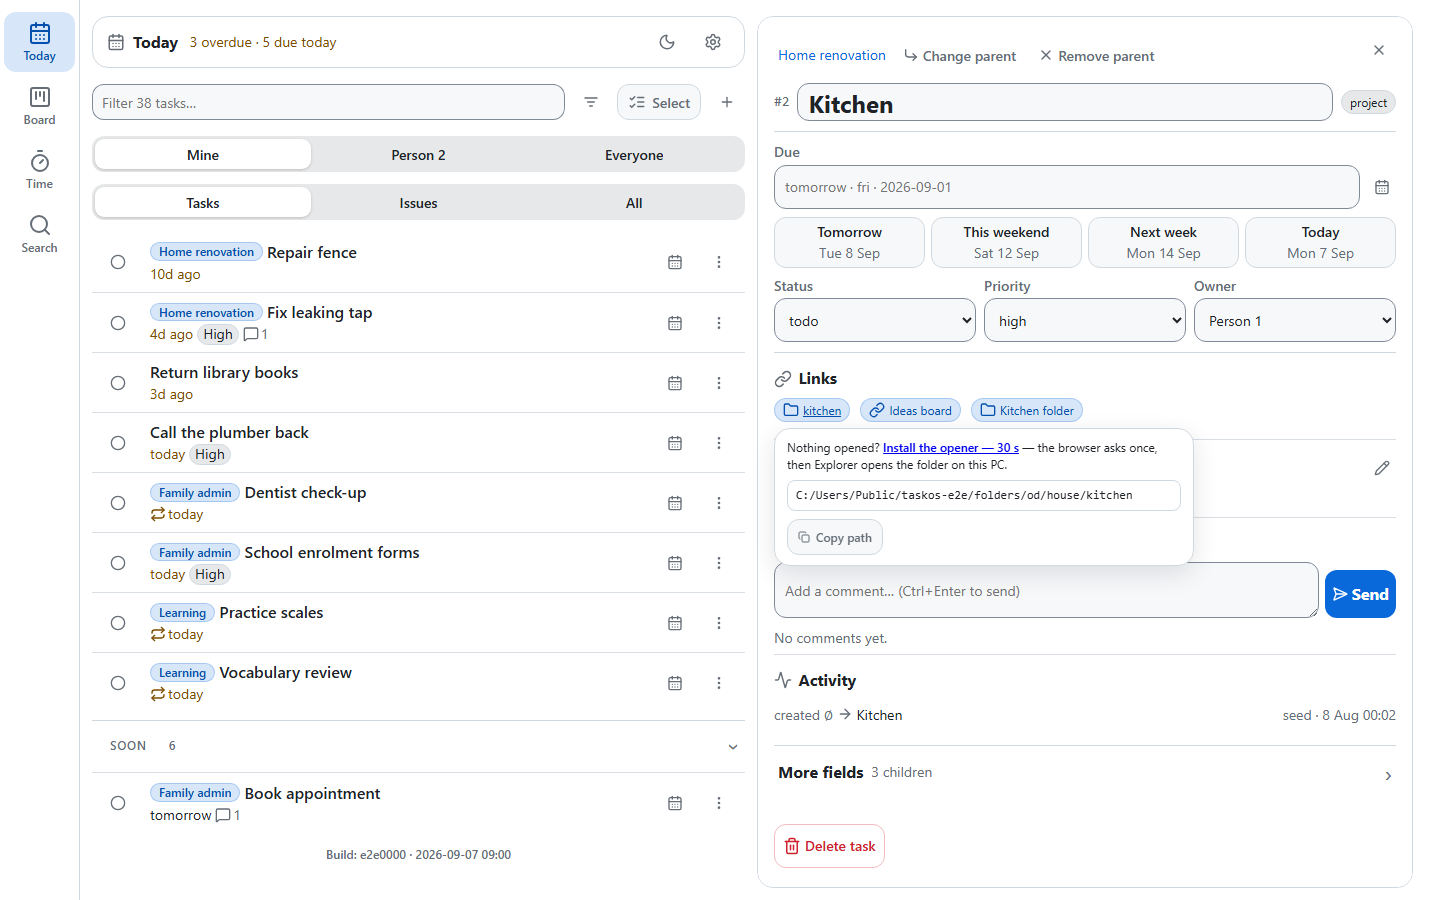 Today
Board
Time
Search
Today 3 overdue · 5 due today
Filter 38 tasks...
Select
Mine Person 2 Everyone
Tasks Issues All
Home renovation Repair fence
10d ago
Home renovation Fix leaking tap
4d ago High 1
Return library books
3d ago
Call the plumber back
today High
Family admin Dentist check-up
today
Family admin School enrolment forms
today High
Learning Practice scales
today
Learning Vocabulary review
today
SOON 6
Family admin Book appointment
tomorrow 1
Build: e2e0000 · 2026-09-07 09:00
Home renovation Change parent Remove parent
#2 Kitchen project
Due
tomorrow · fri · 2026-09-01
Tomorrow This weekend Next week Today
Tue 8 Sep Sat 12 Sep Mon 14 Sep Mon 7 Sep
Status Priority Owner
todo high Person 1
Links
kitchen Ideas board Kitchen folder
Nothing opened? Install the opener — 30 s — the browser asks once,
then Explorer opens the folder on this PC.
C:/Users/Public/taskos-e2e/folders/od/house/kitchen
Copy path
Add a comment... (Ctrl+Enter to send)
Send
No comments yet.
Activity
created ∅ → Kitchen seed · 8 Aug 00:02
More fields 3 children
Delete task